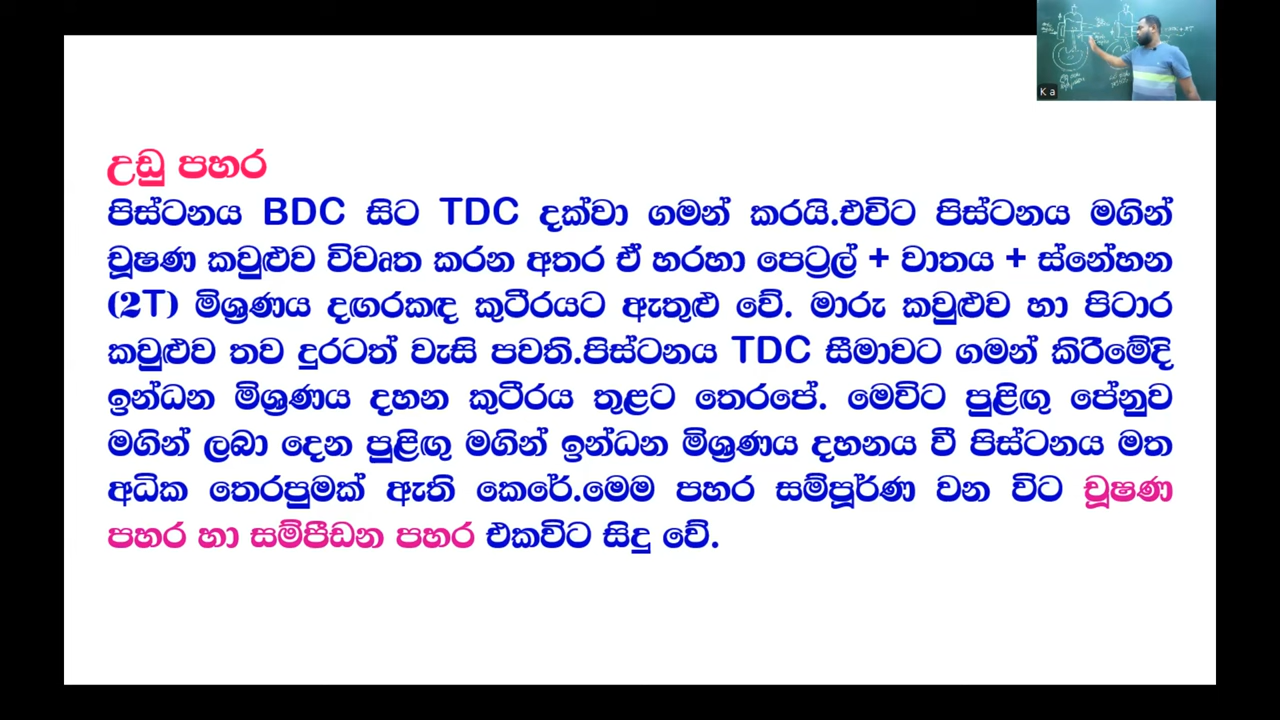 උඩු පහර
පිස්ටනය BDC සිට TDC දක්වා ගමන් කරයි.එවිට පිස්ටනය මගින්
චූෂණ කවුළුව විවෘත කරන අතර ඒ හරහා පෙට්‍රල් + වාතය + ස්නේහන
(2T) මිශ්‍රණය දඟරකඳ කුටීරයට ඇතුළු වේ. මාරු කවුළුව හා පිටාර
කවුළුව තව දුරටත් වැසි පවති.පිස්ටනය TDC සීමාවට ගමන් කිරීමේදි
ඉන්ධන මිශ්‍රණය දහන කුටීරය තුළට තෙරපේ. මෙවිට පුළිඟු පේනුව
මගින් ලබා දෙන පුළිඟු මගින් ඉන්ධන මිශ්‍රණය දහනය වී පිස්ටනය මත
අධික තෙරපුමක් ඇති කෙරේ.මෙම පහර සම්පූර්ණ වන විට චූෂණ
පහර හා සම්පීඩන පහර එකවිට සිදු වේ.
K a